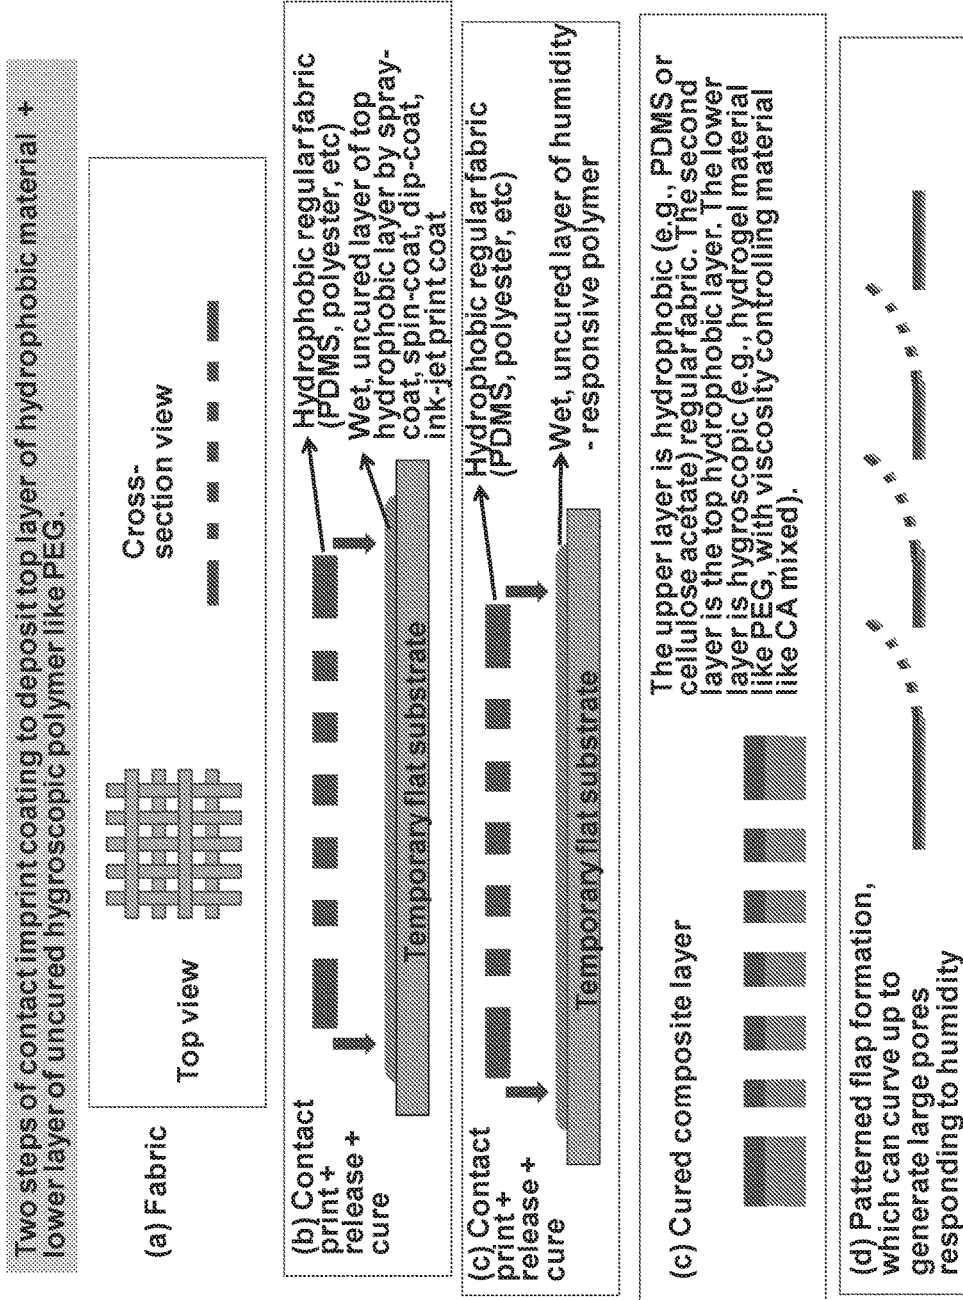 Two steps of contact imprint coating to deposit top layer of hydrophobic material +
lower layer of uncured hygroscopic polymer like PEG.
(a) Fabric
Top view
Cross-
section view
(b) Contact
print +
release +
cure
Temporary flat substrate
Hydrophobic regular fabric
(PDMS, polyester, etc)
Wet, uncured layer of top
hydrophobic layer by spray-
coat, spin-coat, dip-coat,
ink-jet print coat
(c) Contact
print +
release +
cure
Temporary flat substrate
Hydrophobic regular fabric
(PDMS, polyester, etc)
Wet, uncured layer of humidity
- responsive polymer
(c) Cured composite layer
The upper layer is hydrophobic (e.g., PDMS or
cellulose acetate) regular fabric. The second
layer is the top hydrophobic layer. The lower
layer is hygroscopic (e.g., hydrogel material
like PEG, with viscosity controlling material
like CA mixed).
(d) Patterned flap formation,
which can curve up to
generate large pores
responding to humidity